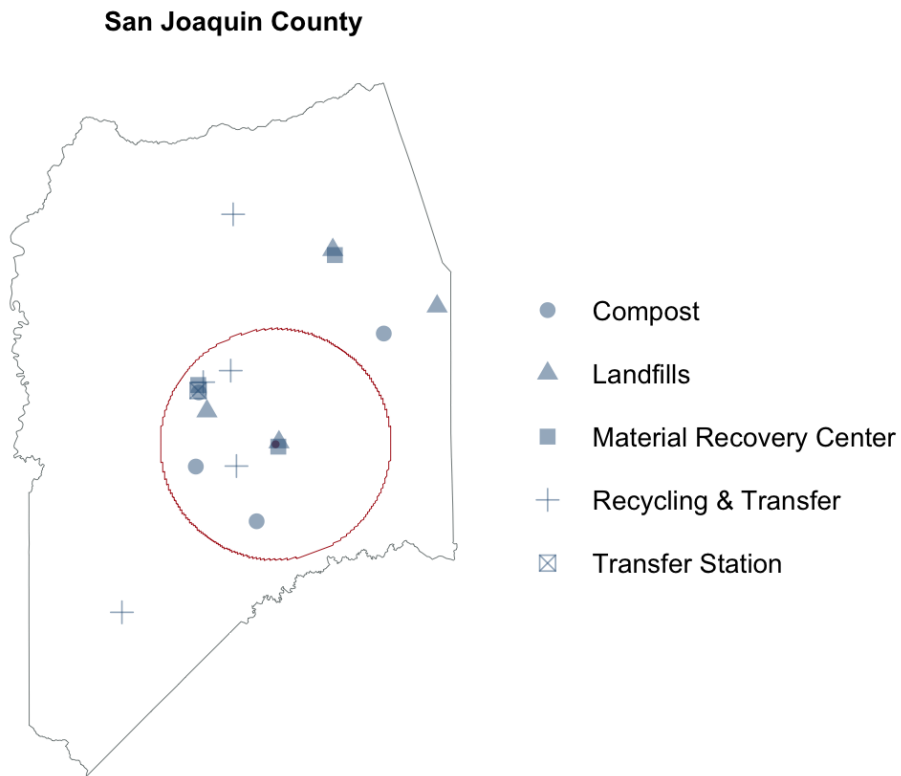 San Joaquin County
Compost
Landfills
Material Recovery Center
Recycling & Transfer
Transfer Station